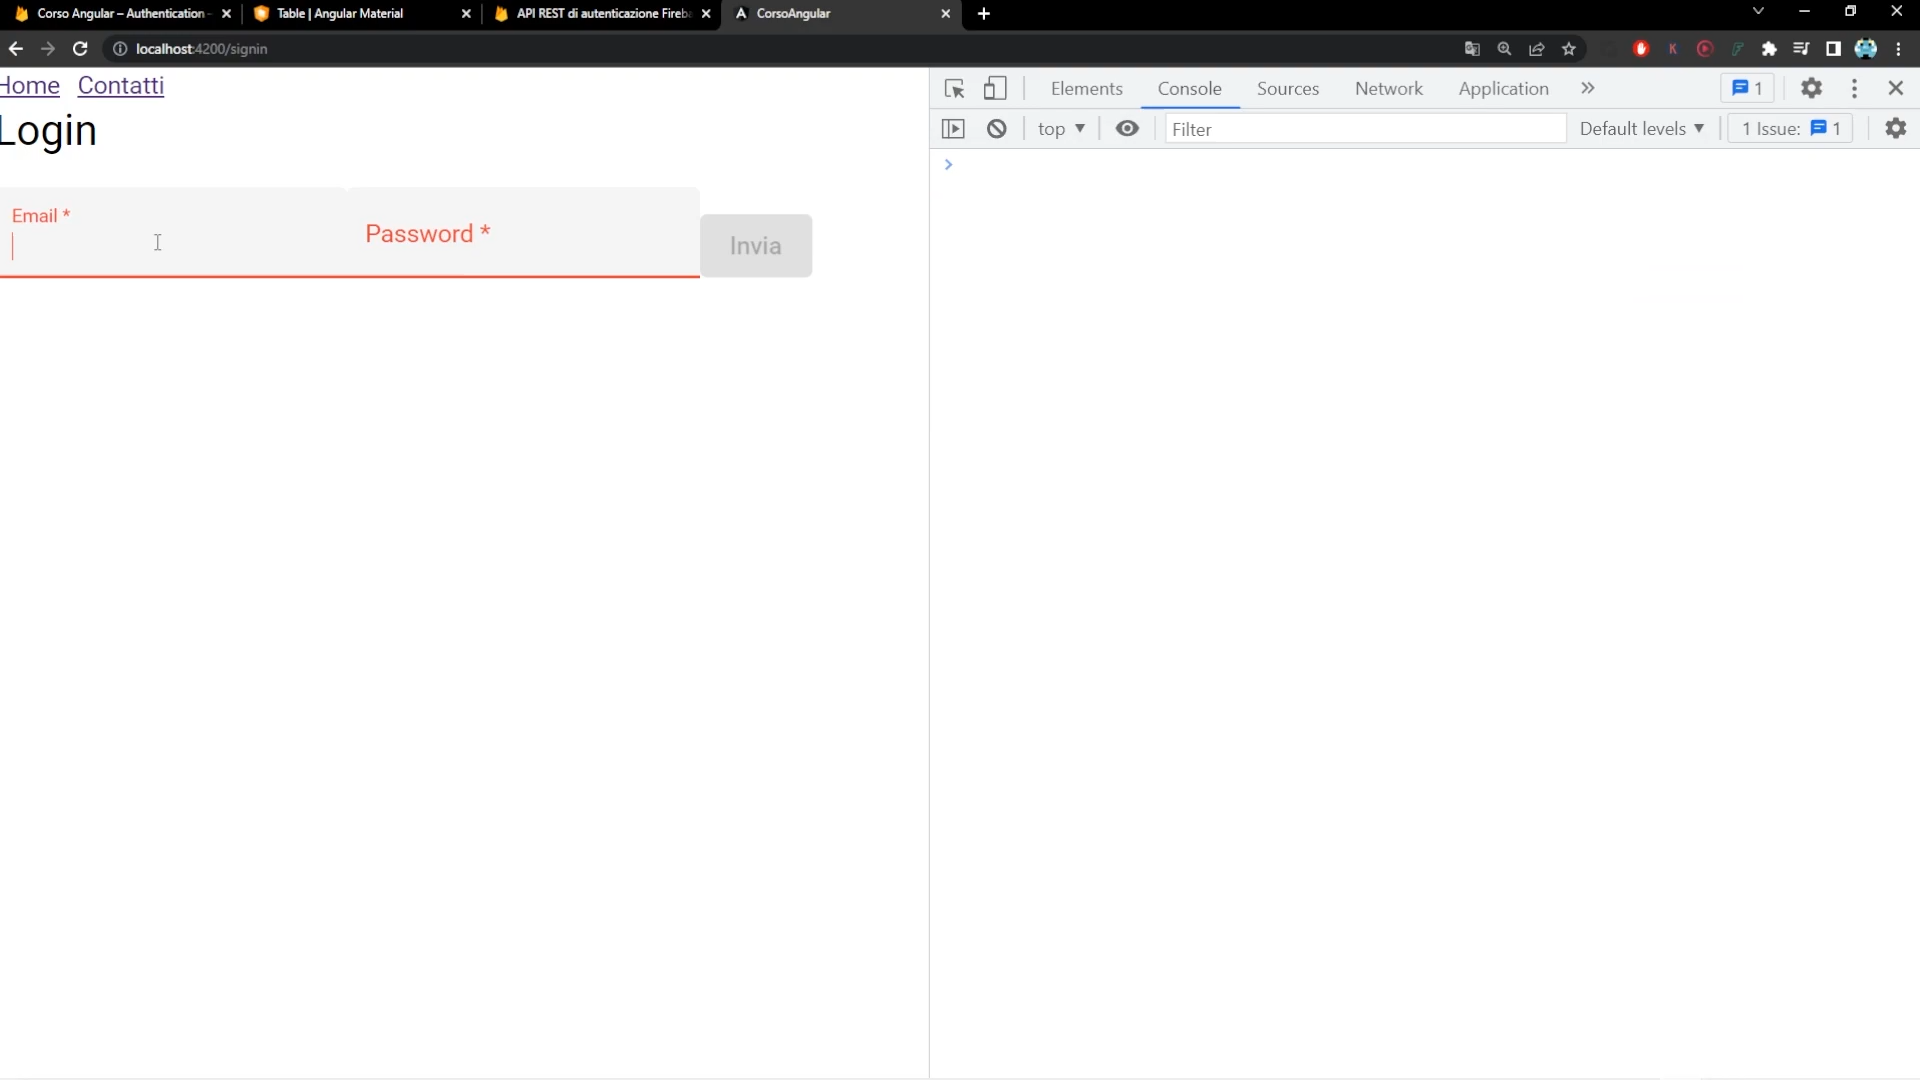 Corso Angular – Authentication - Table | Angular Material API REST di autenticazione Fireba CorsoAngular
localhost:4200/signin
Home Contatti
Elements Console Sources Network Application 1
top Filter Default levels 1 Issue: 1
Login
Email *
Password *
Invia